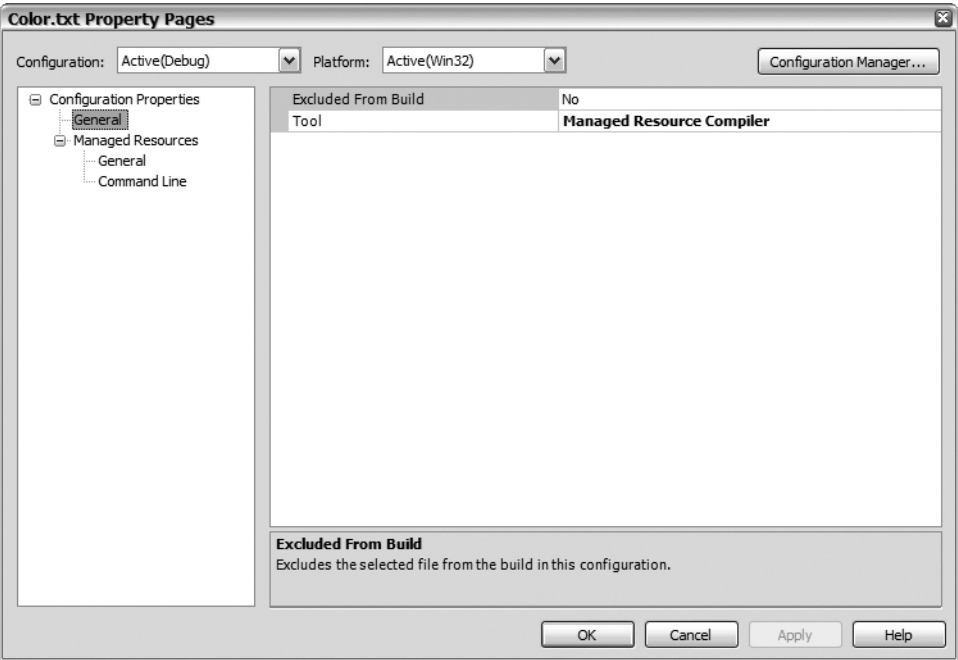 Color.txt Property Pages
Configuration: Active(Debug) Platform: Active(Win32) Configuration Manager...
Configuration Properties
General
Managed Resources
General
Command Line
Excluded From Build No
Tool Managed Resource Compiler
Excluded From Build
Excludes the selected file from the build in this configuration.
OK Cancel Apply Help